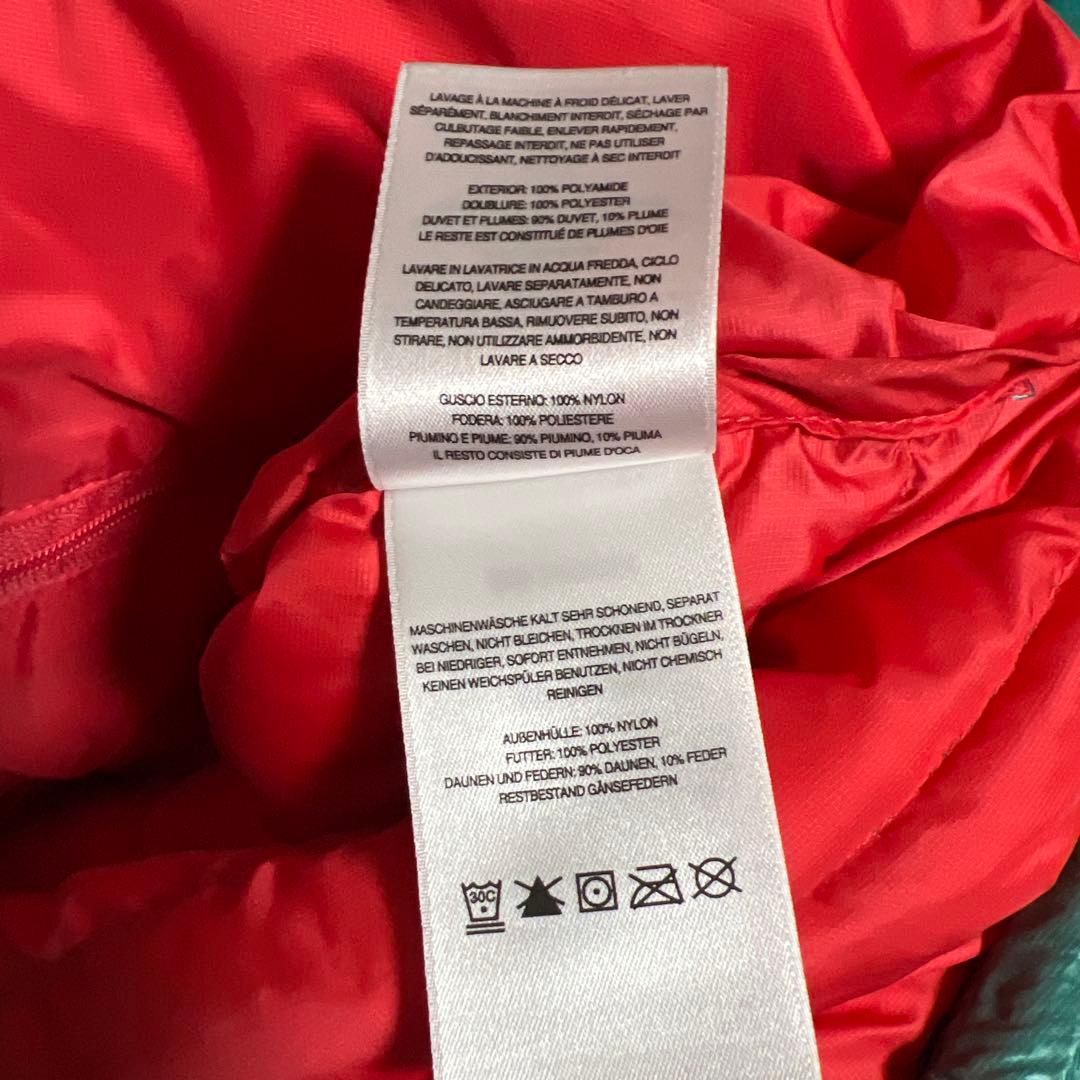 LAVAGE À LA MACHINE À FROID DÉLICAT, LAVER
SÉPARÉMENT, BLANCHIMENT INTERDIT, SÉCHAGE PAR
CULBUTAGE FAIBLE, ENLEVER RAPIDEMENT,
REPASSAGE INTERDIT, NE PAS UTILISER
D'ADOUCISSANT, NETTOYAGE À SEC INTERDIT
EXTERIOR: 100% POLYAMIDE
DOUBLURE: 100% POLYESTER
DUVET ET PLUMES: 90% DUVET, 10% PLUME
LE RESTE EST CONSTITUÉ DE PLUMES D'OIE
LAVARE IN LAVATRICE IN ACQUA FREDDA, CICLO
DELICATO, LAVARE SEPARATAMENTE, NON
CANDEGGIARE, ASCIUGARE A TAMBURO A
TEMPERATURA BASSA, RIMUOVERE SUBITO, NON
STIRARE, NON UTILIZZARE AMMORBIDENTE, NON
LAVARE A SECCO
GUSCIO ESTERNO: 100% NYLON
FODERA: 100% POLIESTERE
PIUMINO E PIUME: 90% PIUMINO, 10% PIUMA
IL RESTO CONSISTE DI PIUME D'OCA
MASCHINENWÄSCHE KALT SEHR SCHONEND, SEPARAT
WASCHEN, NICHT BLEICHEN, TROCKNEN IM TROCKNER
BEI NIEDRIGER, SOFORT ENTNEHMEN, NICHT BÜGELN,
KEINEN WEICHSPÜLER BENUTZEN, NICHT CHEMISCH
REINIGEN
AUßENHÜLLE: 100% NYLON
FUTTER: 100% POLYESTER
DAUNEN UND FEDERN: 90% DAUNEN, 10% FEDER
RESTBESTAND GÄNSEFEDERN
30C